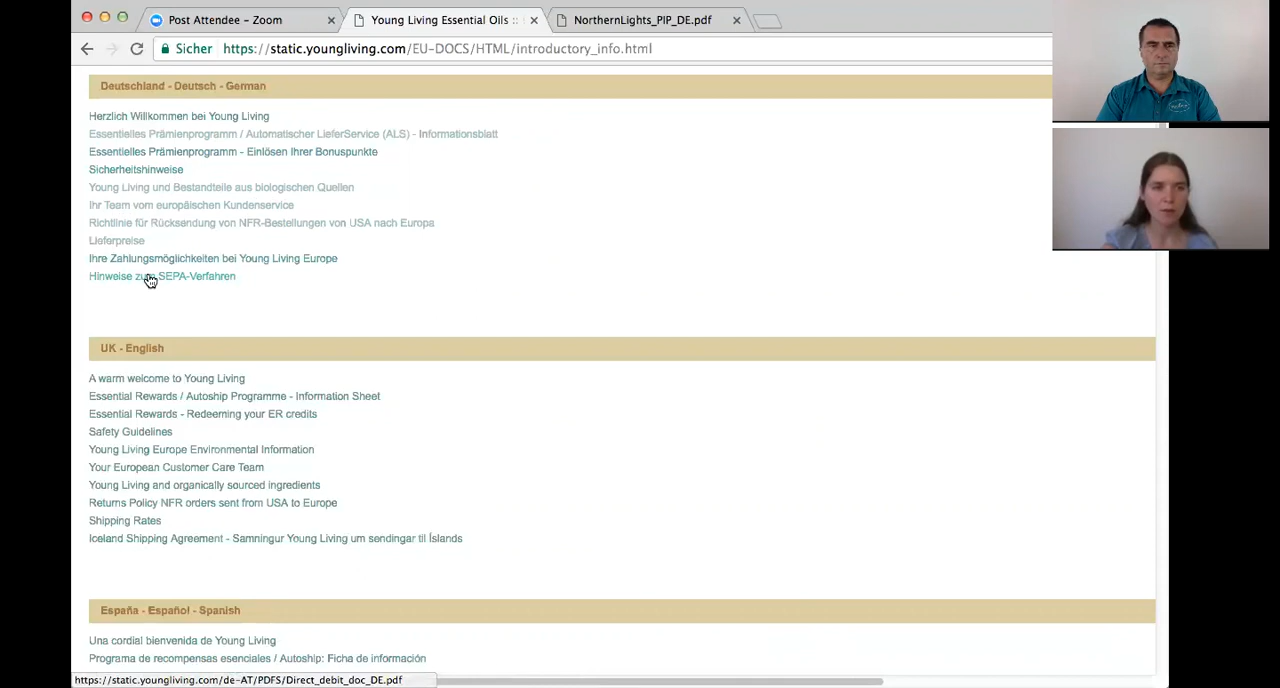 Post Attendee - Zoom
Young Living Essential Oils ::
NorthernLights_PIP_DE.pdf
Sicher https://static.youngliving.com/EU-DOCS/HTML/introductory_info.html
Deutschland - Deutsch - German
Herzlich Willkommen bei Young Living
Essentielles Prämienprogramm / Automatischer LieferService (ALS) - Informationsblatt
Essentielles Prämienprogramm - Einlösen Ihrer Bonuspunkte
Sicherheitshinweise
Young Living und Bestandteile aus biologischen Quellen
Ihr Team vom europäischen Kundenservice
Richtlinie für Rücksendung von NFR-Bestellungen von USA nach Europa
Lieferpreise
Ihre Zahlungsmöglichkeiten bei Young Living Europe
Hinweise zum SEPA-Verfahren
UK - English
A warm welcome to Young Living
Essential Rewards / Autoship Programme - Information Sheet
Essential Rewards - Redeeming your ER credits
Safety Guidelines
Young Living Europe Environmental Information
Your European Customer Care Team
Young Living and organically sourced ingredients
Returns Policy NFR orders sent from USA to Europe
Shipping Rates
Iceland Shipping Agreement - Samningur Young Living um sendingar til Íslands
España - Español - Spanish
Una cordial bienvenida de Young Living
Programa de recompensas esenciales / Autoship: Ficha de información
https://static.youngliving.com/de-AT/PDFS/Direct_debit_doc_DE.pdf